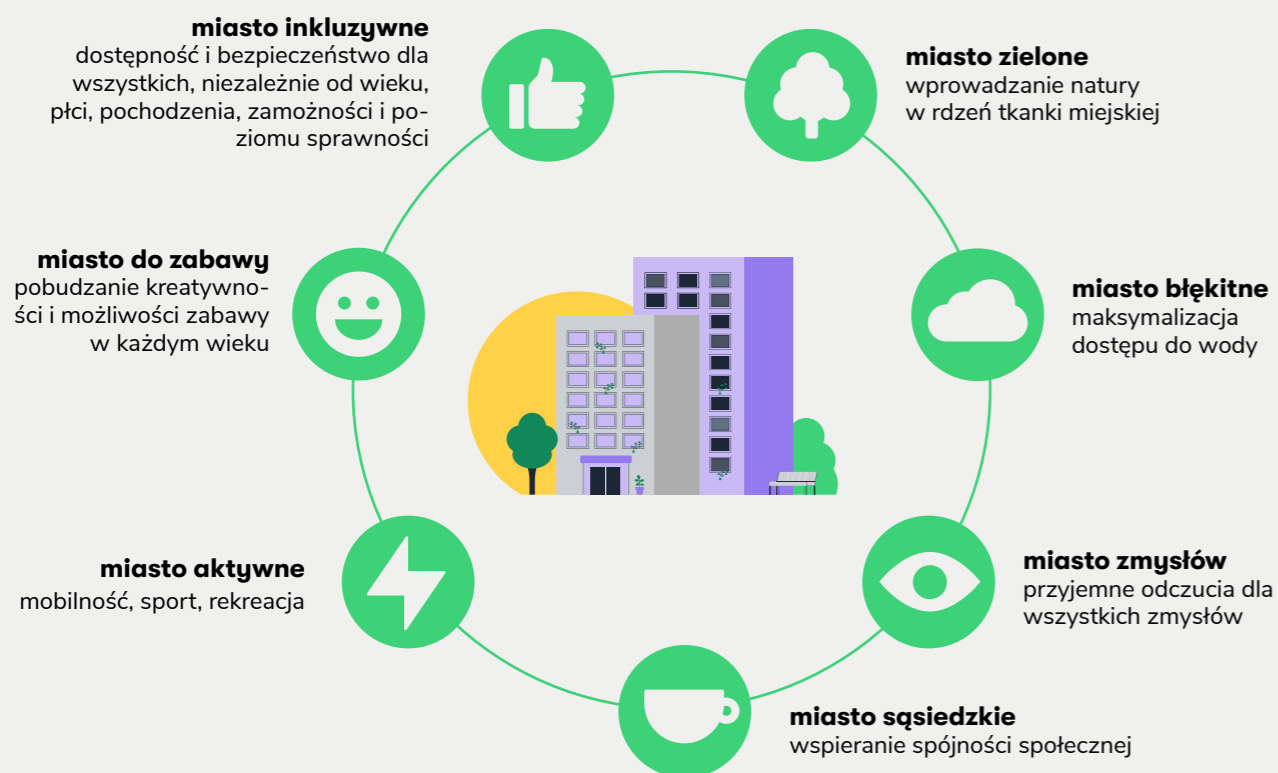 miasto inkluzywne
dostępność i bezpieczeństwo dla
wszystkich, niezależnie od wieku,
płci, pochodzenia, zamożności i po-
ziomu sprawności
miasto zielone
wprowadzanie natury
w rdzeń tkanki miejskiej
miasto do zabawy
pobudzanie kreatywno-
ści i możliwości zabawy
w każdym wieku
miasto błękitne
maksymalizacja
dostępu do wody
miasto aktywne
mobilność, sport, rekreacja
miasto zmysłów
przyjemne odczucia dla
wszystkich zmysłów
miasto sąsiedzkie
wspieranie spójności społecznej